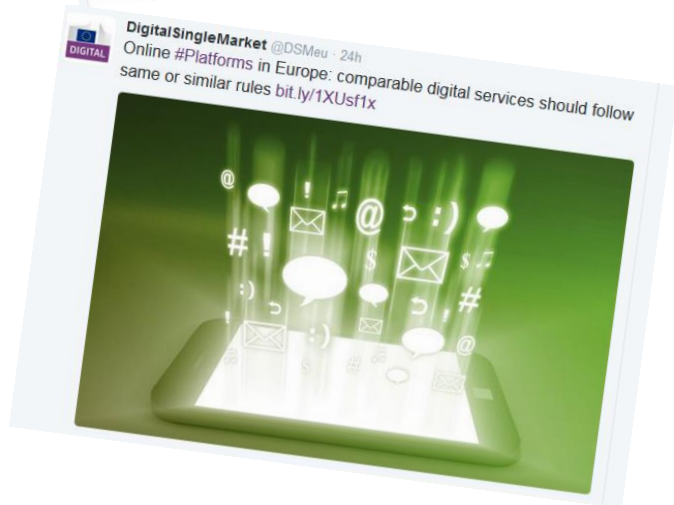 DigitalSingleMarket @DSMeu · 24h
DIGITAL
Online #Platforms in Europe: comparable digital services should follow
same or similar rules bit.ly/1XUsf1x